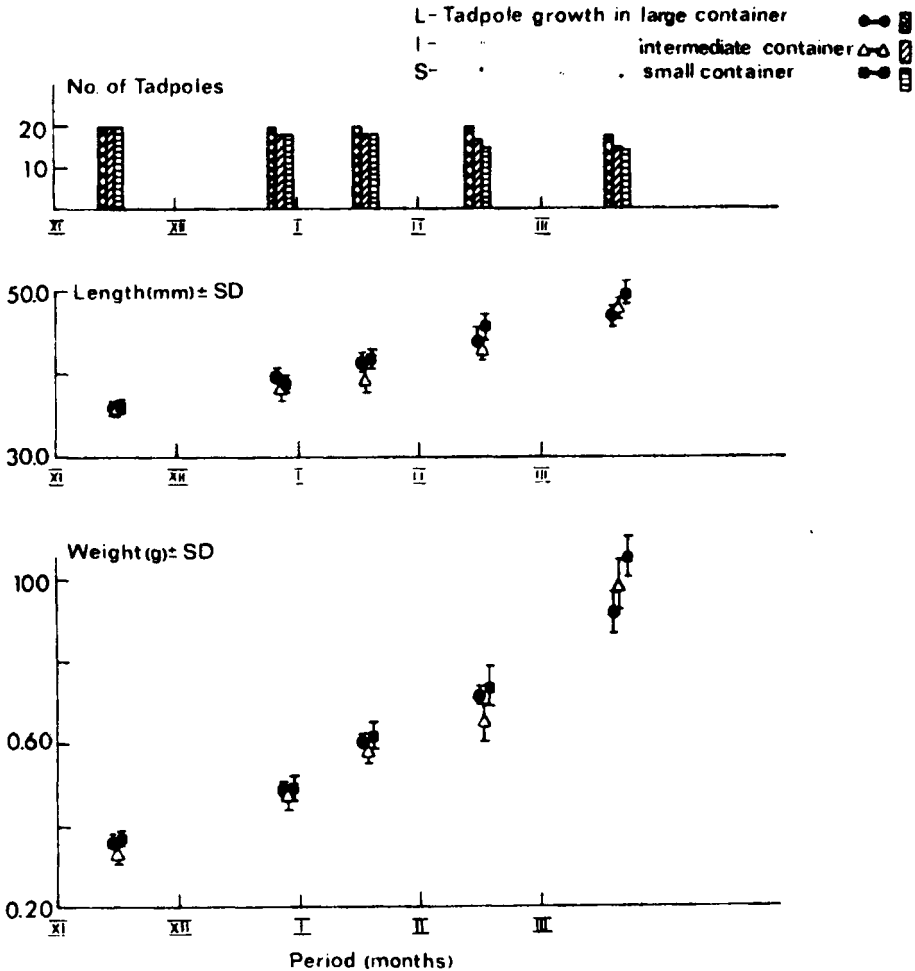 L- Tadpole growth in large container
I- intermediate container
S- small container
No. of Tadpoles
20
10
XI XII I II III
50.0 Length(mm) ± SD
30.0
XI XII I II III
Weight (g) ± SD
100
0.60
0.20
XI XII I II III
Period (months)